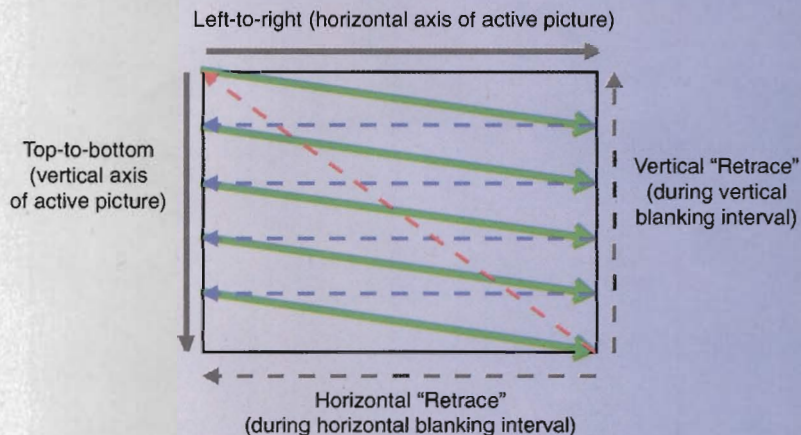 Left-to-right (horizontal axis of active picture)
Top-to-bottom
(vertical axis
of active picture)
Vertical “Retrace”
(during vertical
blanking interval)
Horizontal “Retrace”
(during horizontal blanking interval)